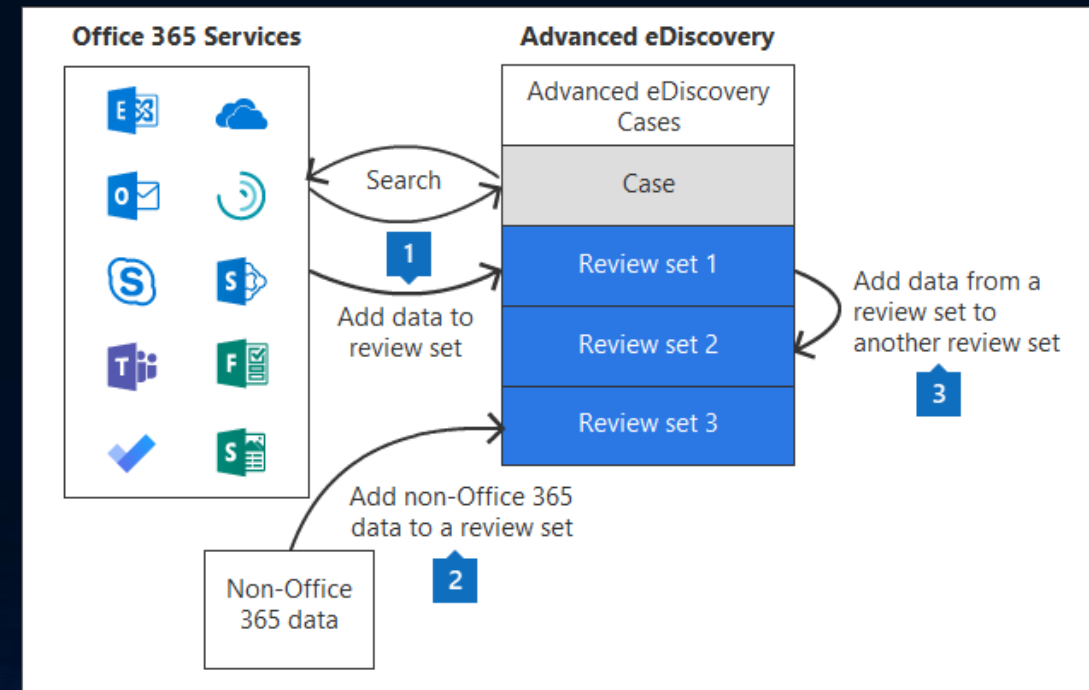 Office 365 Services
Advanced eDiscovery
Advanced eDiscovery
Cases
E
Search
Case
O
1
Review set 1
S
S
Add data to
review set
Add data from a
review set to
another review set
Review set 2
T
F
3
Review set 3
S
Add non-Office 365
data to a review set
2
Non-Office
365 data